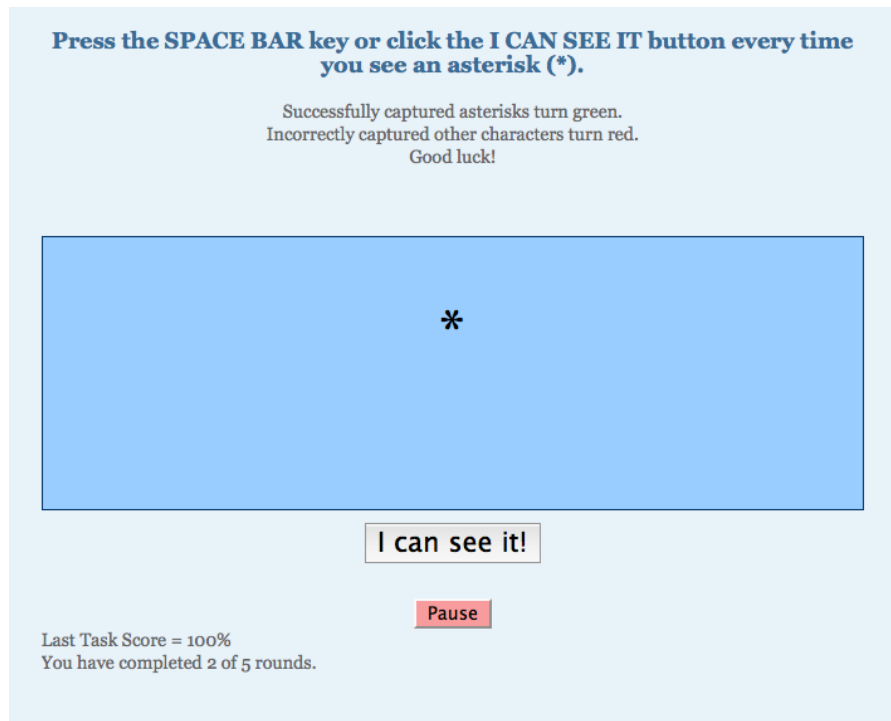 Press the SPACE BAR key or click the I CAN SEE IT button every time
you see an asterisk (*).
Successfully captured asterisks turn green.
Incorrectly captured other characters turn red.
Good luck!
*
I can see it!
Pause
Last Task Score = 100%
You have completed 2 of 5 rounds.